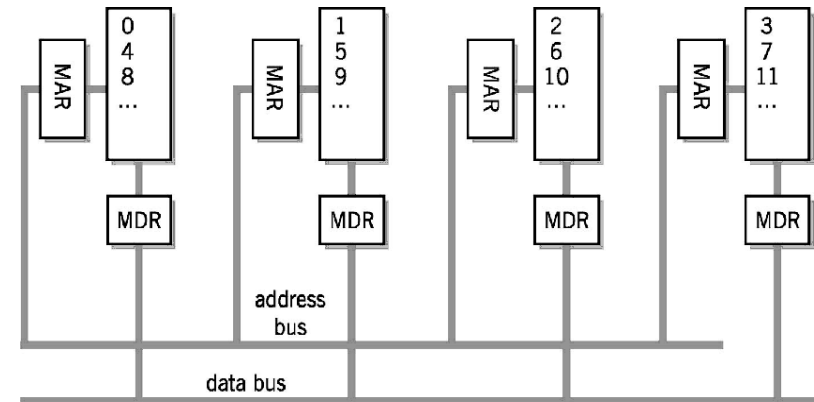 MAR
0
4
8
...
MAR
1
5
9
...
MAR
2
6
10
...
MAR
3
7
11
...
MDR
MDR
MDR
MDR
address
bus
data bus